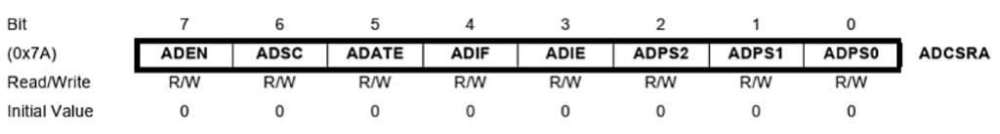 Bit 7 6 5 4 3 2 1 0
(0x7A) ADEN ADSC ADATE ADIF ADIE ADPS2 ADPS1 ADPS0 ADCSRA
Read/Write R/W R/W R/W R/W R/W R/W R/W R/W
Initial Value 0 0 0 0 0 0 0 0